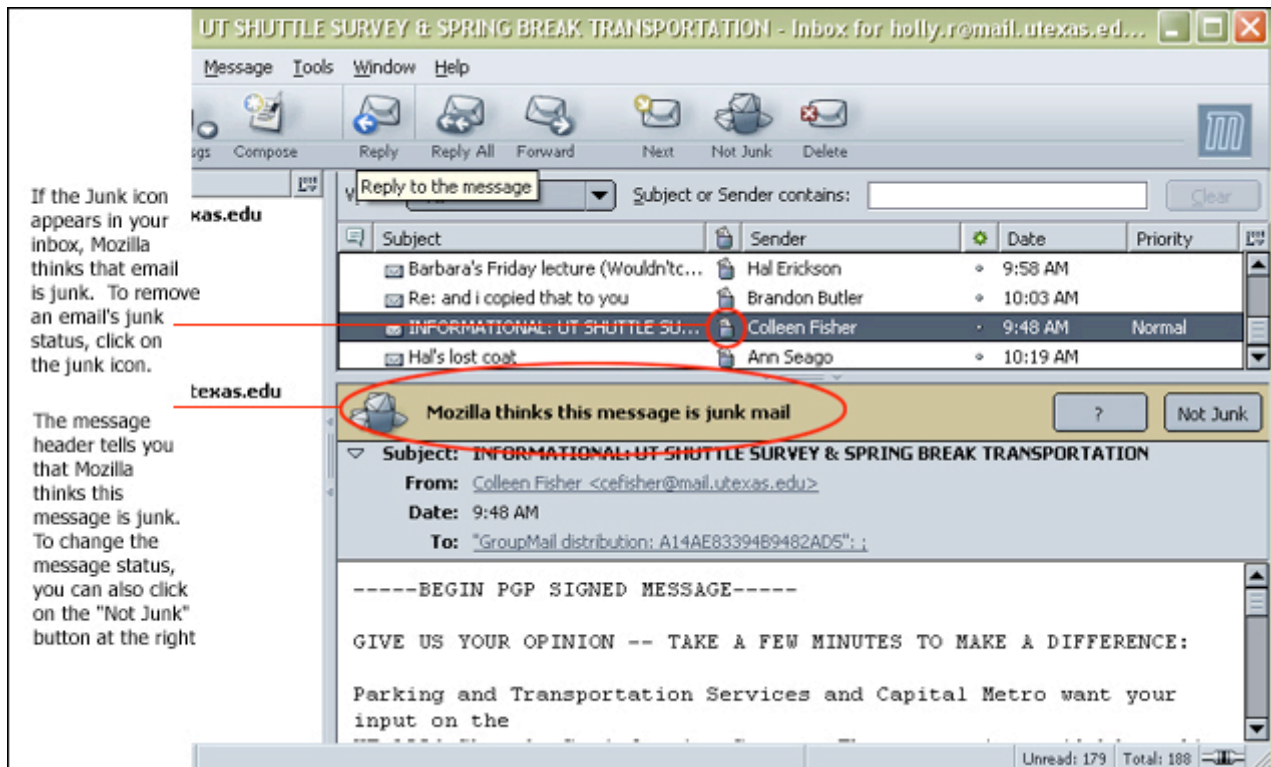 UT SHUTTLE SURVEY & SPRING BREAK TRANSPORTATION - Inbox for holly.r@mail.utexas.ed...
Message Tools Window Help
sgs Compose Reply Reply All Forward Next Not Junk Delete
Reply to the message
Subject or Sender contains: Clear
Subject Sender Date Priority
Barbara's Friday lecture (Wouldn'tc... Hal Erickson 9:58 AM
Re: and i copied that to you Brandon Butler 10:03 AM
INFORMATIONAL: UT SHUTTLE SU... Colleen Fisher 9:48 AM Normal
Hal's lost coat Ann Seago 10:19 AM
xas.edu
texas.edu
If the Junk icon
appears in your
inbox, Mozilla
thinks that email
is junk. To remove
an email's junk
status, click on
the junk icon.
The message
header tells you
that Mozilla
thinks this
message is junk.
To change the
message status,
you can also click
on the "Not Junk"
button at the right
Mozilla thinks this message is junk mail ? Not Junk
Subject: INFORMATIONAL: UT SHUTTLE SURVEY & SPRING BREAK TRANSPORTATION
From: Colleen Fisher <cefisher@mail.utexas.edu>
Date: 9:48 AM
To: "GroupMail distribution: A14AE83394B9482AD5": ;
-----BEGIN PGP SIGNED MESSAGE-----
GIVE US YOUR OPINION -- TAKE A FEW MINUTES TO MAKE A DIFFERENCE:
Parking and Transportation Services and Capital Metro want your
input on the
Unread: 179 Total: 188